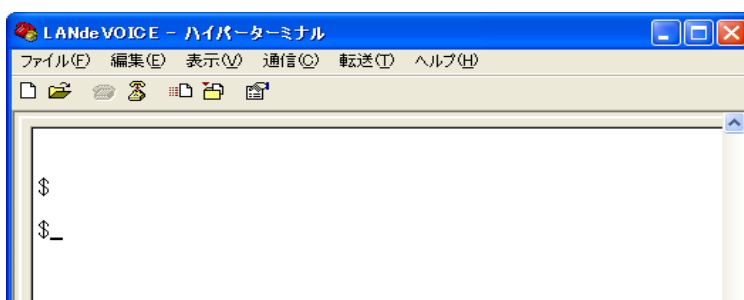 LANdeVOICE - ハイパーターミナル
ファイル(F) 編集(E) 表示(V) 通信(C) 転送(T) ヘルプ(H)
$
$_